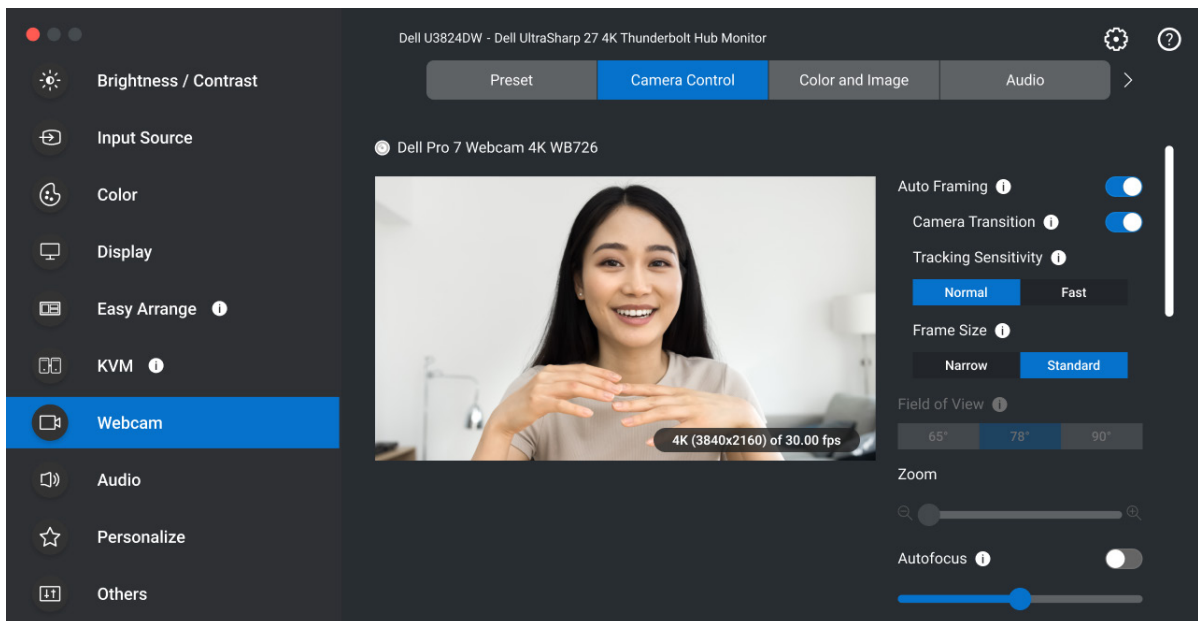 Dell U3824DW - Dell UltraSharp 27 4K Thunderbolt Hub Monitor
Brightness / Contrast
Input Source
Color
Display
Easy Arrange
KVM
Webcam
Audio
Personalize
Others
Preset
Camera Control
Color and Image
Audio
Dell Pro 7 Webcam 4K WB726
4K (3840x2160) of 30.00 fps
Auto Framing
Camera Transition
Tracking Sensitivity
Normal Fast
Frame Size
Narrow Standard
Field of View
65° 78° 90°
Zoom
Autofocus